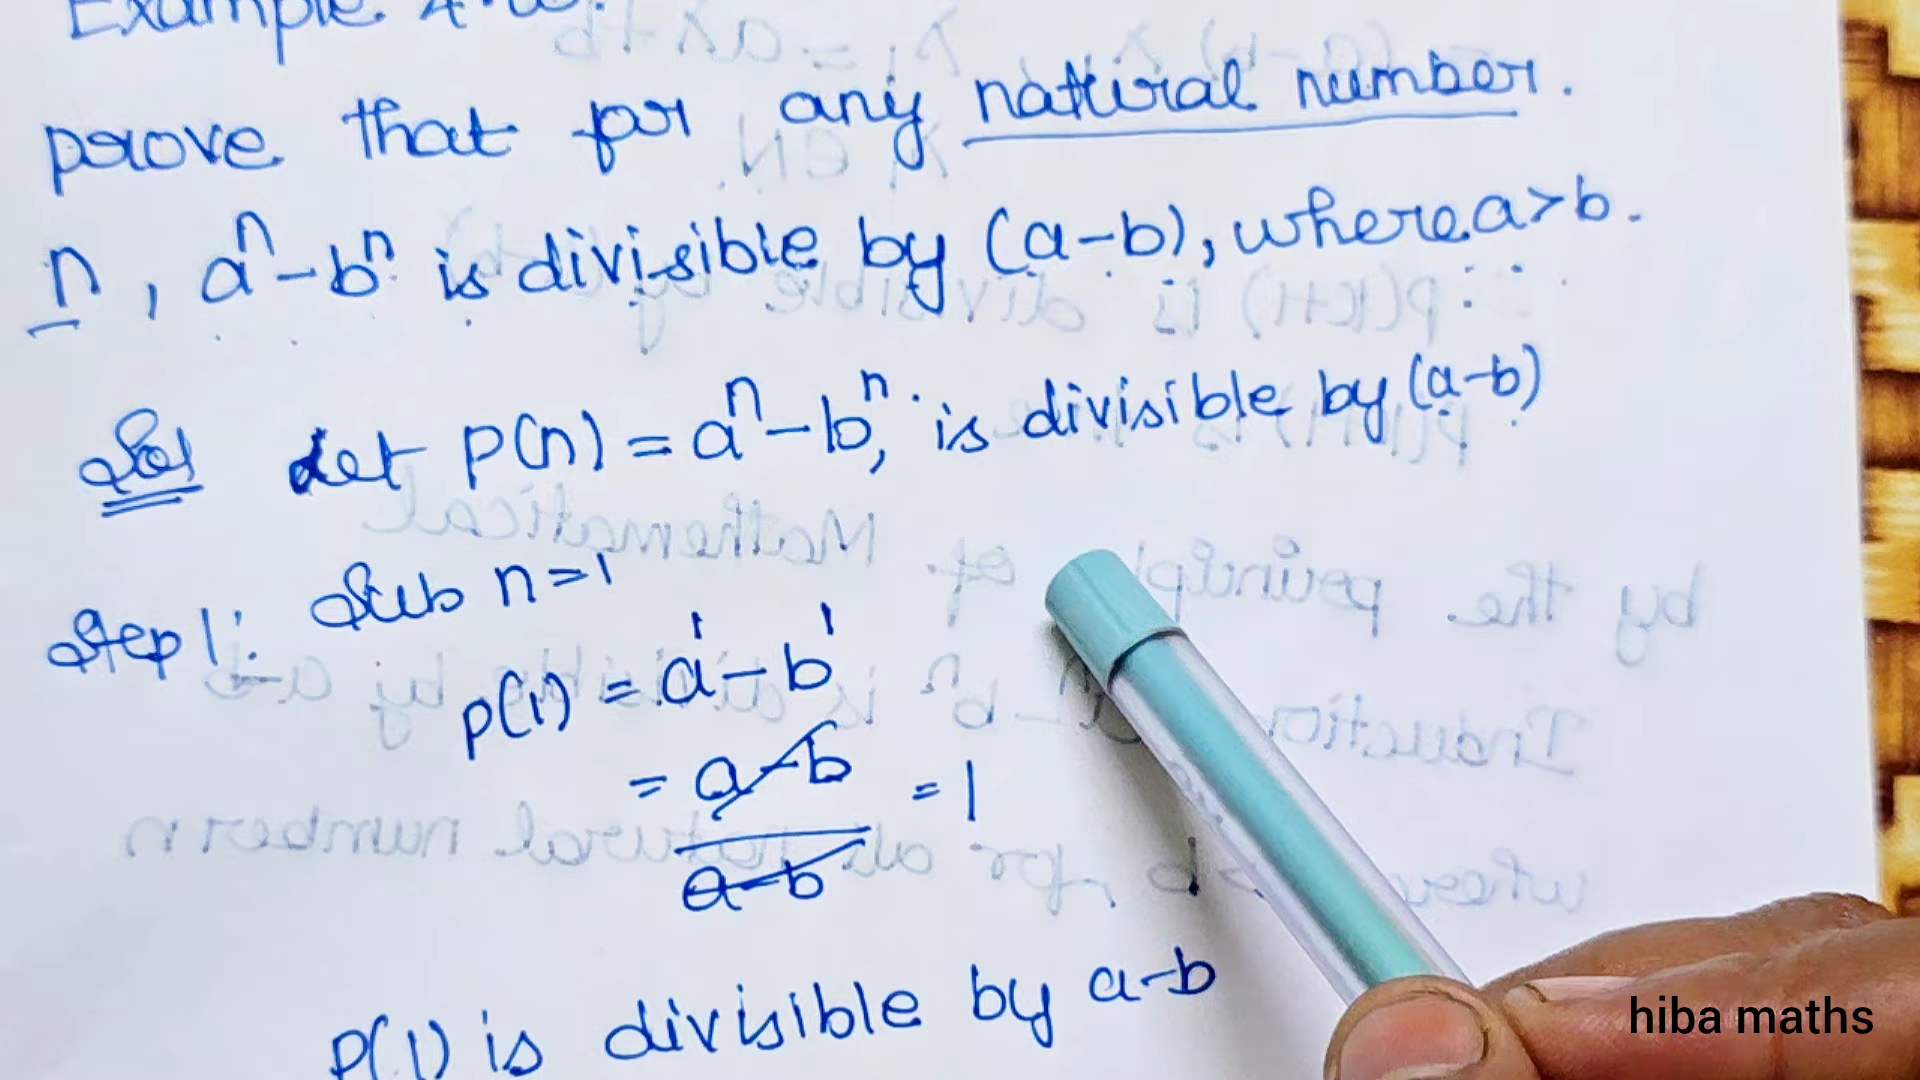 Example
prove that for any natural number.
n, aⁿ-bⁿ is divisible by (a-b), where a>b.
Sol Let P(n) = aⁿ-bⁿ, is divisible by (a-b)
Step 1: Sub n=1
P(1) = a¹-b¹
= a-b/a-b = 1
P(1) is divisible by a-b
hiba maths